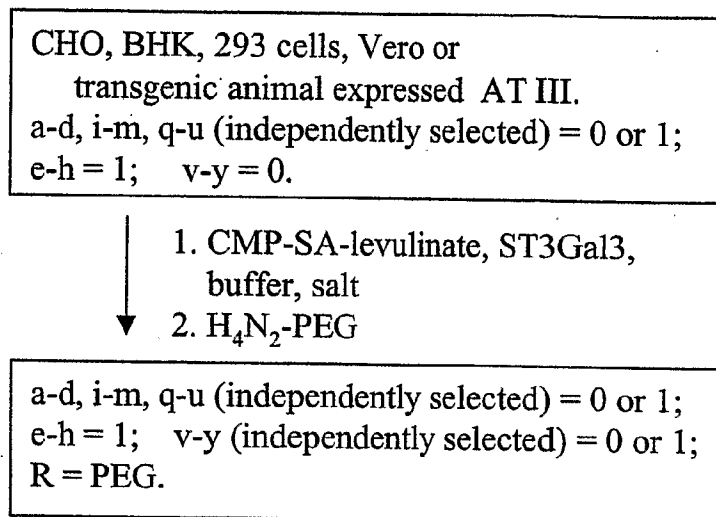 CHO, BHK, 293 cells, Vero or
transgenic animal expressed AT III.
a-d, i-m, q-u (independently selected) = 0 or 1;
e-h = 1; v-y = 0.
1. CMP-SA-levulinate, ST3Gal3,
buffer, salt
2. H₄N₂-PEG
a-d, i-m, q-u (independently selected) = 0 or 1;
e-h = 1; v-y (independently selected) = 0 or 1;
R = PEG.